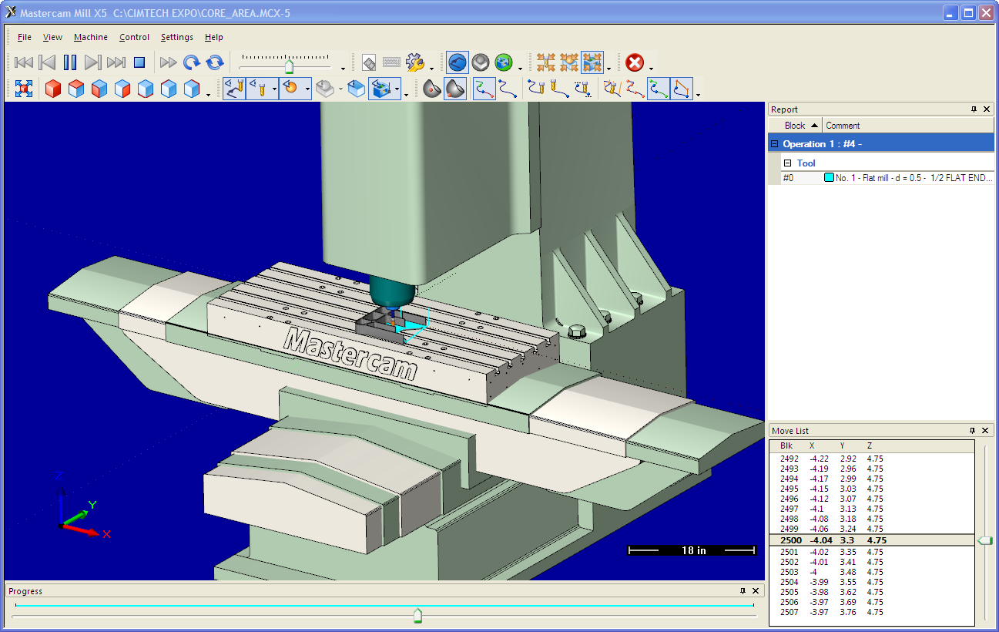 Mastercam Mill X5  C:\CIMTECH EXPO\CORE_AREA.MCX-5
File View Machine Control Settings Help
Report
Block Comment
Operation 1 : #4 -
Tool
#0 No. 1 - Flat mill - d = 0.5 - 1/2 FLAT END...
Mastercam
Z
Y
X
18 in
Move List
Blk X Y Z
2492 -4.22 2.92 4.75
2493 -4.19 2.96 4.75
2494 -4.17 2.99 4.75
2495 -4.15 3.03 4.75
2496 -4.12 3.07 4.75
2497 -4.1 3.13 4.75
2498 -4.08 3.18 4.75
2499 -4.06 3.24 4.75
2500 -4.04 3.3 4.75
2501 -4.02 3.35 4.75
2502 -4.01 3.41 4.75
2503 -4 3.48 4.75
2504 -3.99 3.55 4.75
2505 -3.98 3.62 4.75
2506 -3.97 3.69 4.75
2507 -3.97 3.76 4.75
Progress